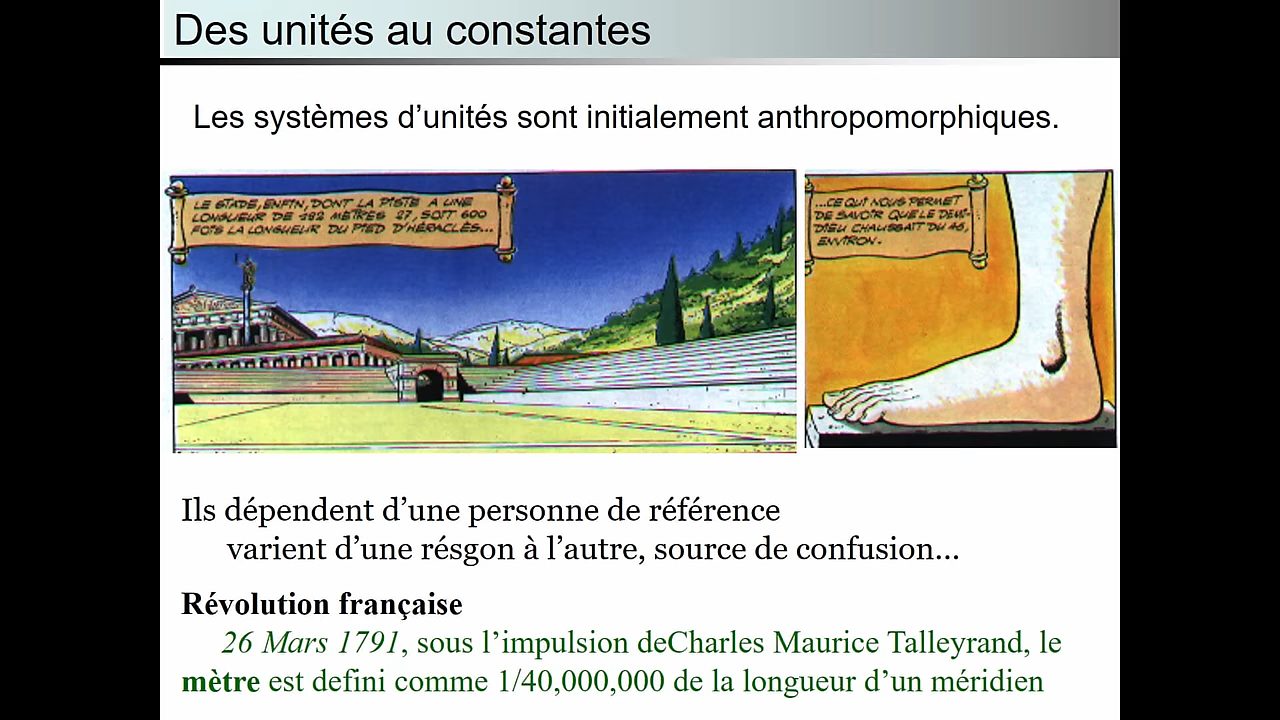 Des unités au constantes
Les systèmes d’unités sont initialement anthropomorphiques.
LE STADE, ENFIN, DONT LA PISTE A UNE
LONGUEUR DE 192 MÈTRES 27, SOIT 600
FOIS LA LONGUEUR DU PIED D'HÉRACLÈS...
...CE QUI NOUS PERMET
DE SAVOIR QUE LE DEMI-
DIEU CHAUSSAIT DU 46,
ENVIRON.
Ils dépendent d’une personne de référence
varient d’une résgon à l’autre, source de confusion...
Révolution française
26 Mars 1791, sous l’impulsion deCharles Maurice Talleyrand, le
mètre est defini comme 1/40,000,000 de la longueur d’un méridien